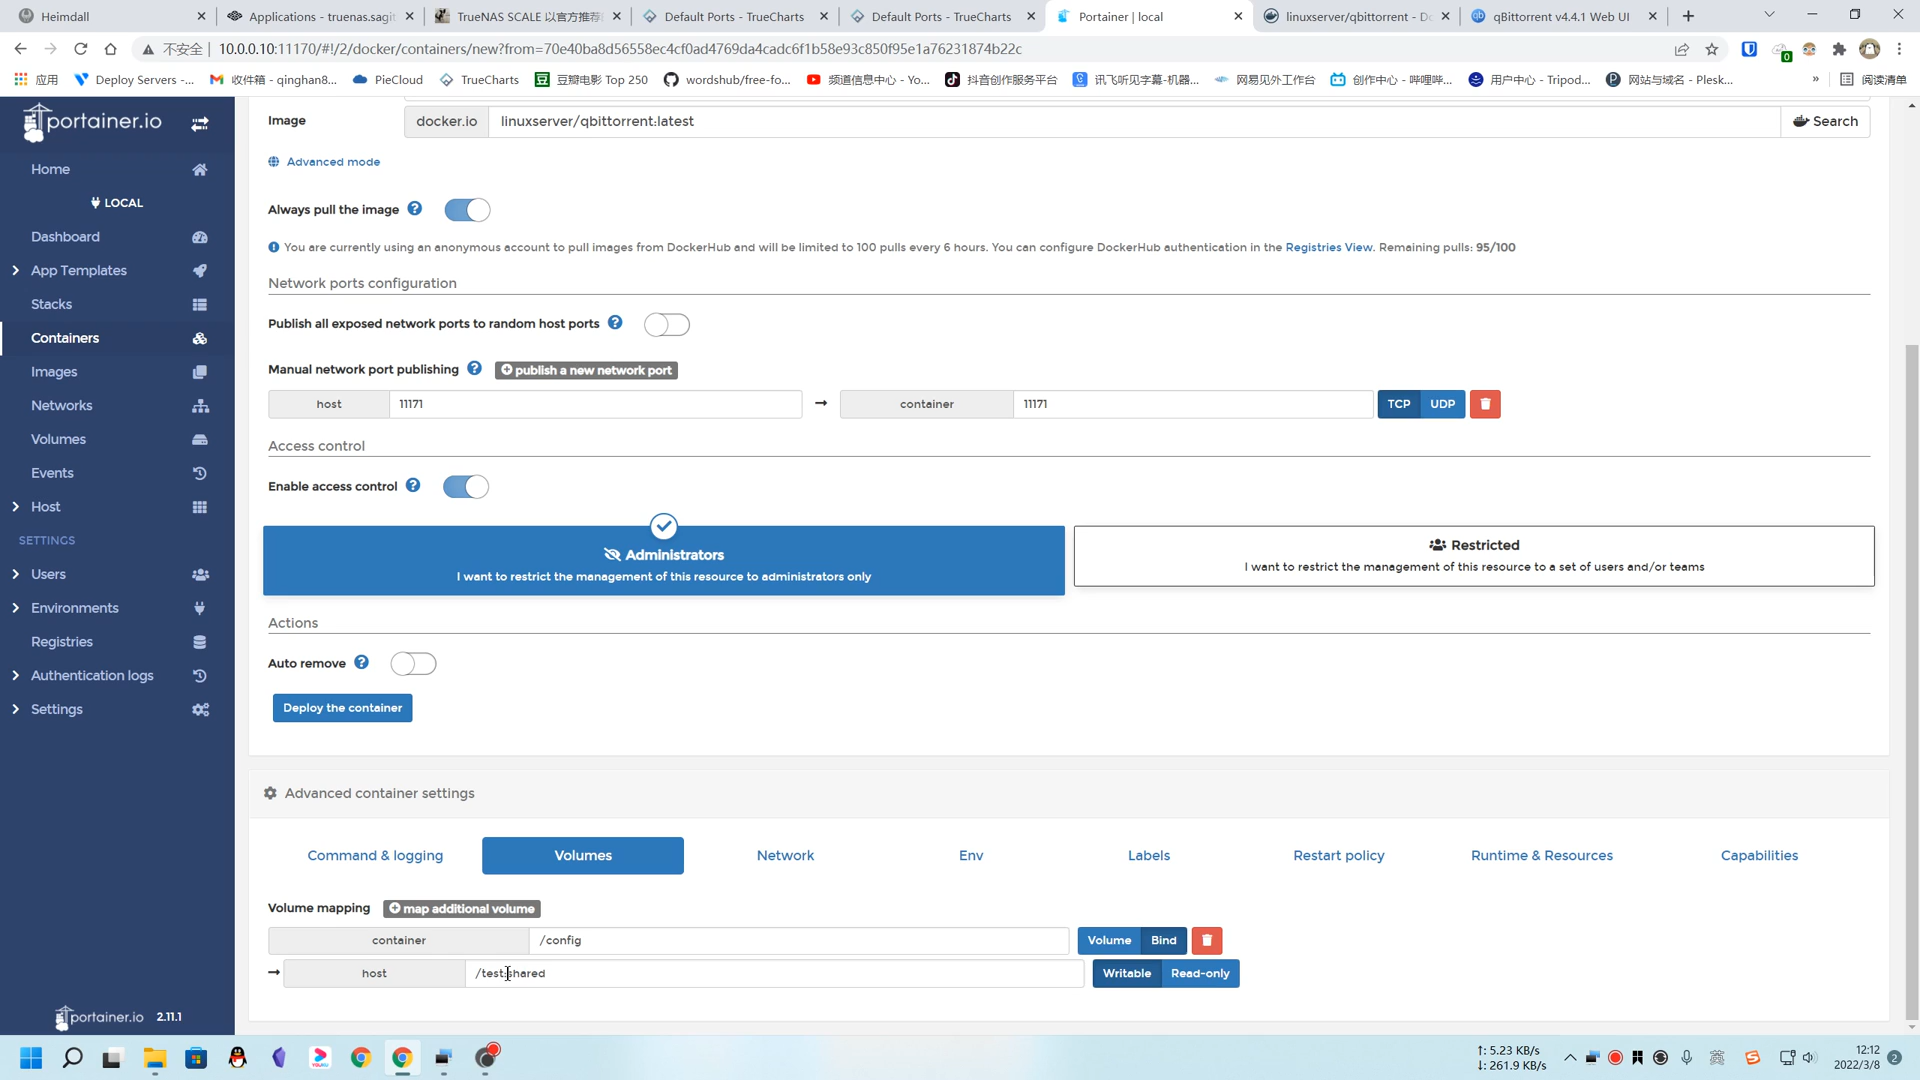 Heimdall
Applications - truenas.sagit
TrueNAS SCALE 以官方推荐
Default Ports - TrueCharts
Default Ports - TrueCharts
Portainer | local
linuxserver/qbittorrent - Do
qBittorrent v4.4.1 Web UI
不安全 | 10.0.0.10:11170/#!/2/docker/containers/new?from=70e40ba8d56558ec4cf0ad4769da4cadc6f1b58e93c850f95e1a76231874b22c
应用
Deploy Servers -...
收件箱 - qinghan8...
PieCloud
TrueCharts
豆瓣电影 Top 250
wordshub/free-fo...
频道信息中心 - Yo...
抖音创作服务平台
讯飞听见字幕-机器...
网易见外工作台
创作中心 - 哔哩哔...
用户中心 - Tripod...
网站与域名 - Plesk...
»
阅读清单
portainer.io
Home
LOCAL
Dashboard
App Templates
Stacks
Containers
Images
Networks
Volumes
Events
Host
SETTINGS
Users
Environments
Registries
Authentication logs
Settings
portainer.io 2.11.1
Image
docker.io
linuxserver/qbittorrent:latest
Search
Advanced mode
Always pull the image
You are currently using an anonymous account to pull images from DockerHub and will be limited to 100 pulls every 6 hours. You can configure DockerHub authentication in the Registries View. Remaining pulls: 95/100
Network ports configuration
Publish all exposed network ports to random host ports
Manual network port publishing
publish a new network port
host
11171
→
container
11171
TCP
UDP
Access control
Enable access control
Administrators
I want to restrict the management of this resource to administrators only
Restricted
I want to restrict the management of this resource to a set of users and/or teams
Actions
Auto remove
Deploy the container
Advanced container settings
Command & logging
Volumes
Network
Env
Labels
Restart policy
Runtime & Resources
Capabilities
Volume mapping
map additional volume
container
/config
Volume
Bind
→
host
Writable
Read-only
↑: 5.23 KB/s
↓: 261.9 KB/s
英
12:12
2022/3/8
2